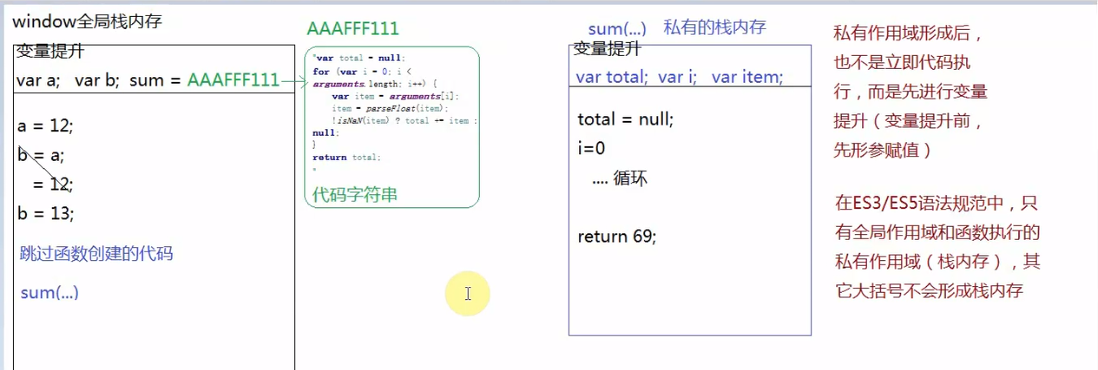 window全局栈内存
变量提升
var a; var b; sum = AAAFFF111
a = 12;
b = a;
= 12;
b = 13;
跳过函数创建的代码
sum(...)
AAAFFF111
"var total = null;
for (var i = 0; i <
arguments.length; i++) {
var item = arguments[i];
item = parseFloat(item);
!isNaN(item) ? total += item :
null;
}
return total;
"
代码字符串
sum(...) 私有的栈内存
变量提升
var total; var i; var item;
total = null;
i=0
.... 循环
return 69;
私有作用域形成后，
也不是立即代码执
行，而是先进行变量
提升（变量提升前，
先形参赋值）
在ES3/ES5语法规范中，只
有全局作用域和函数执行的
私有作用域（栈内存），其
它大括号不会形成栈内存